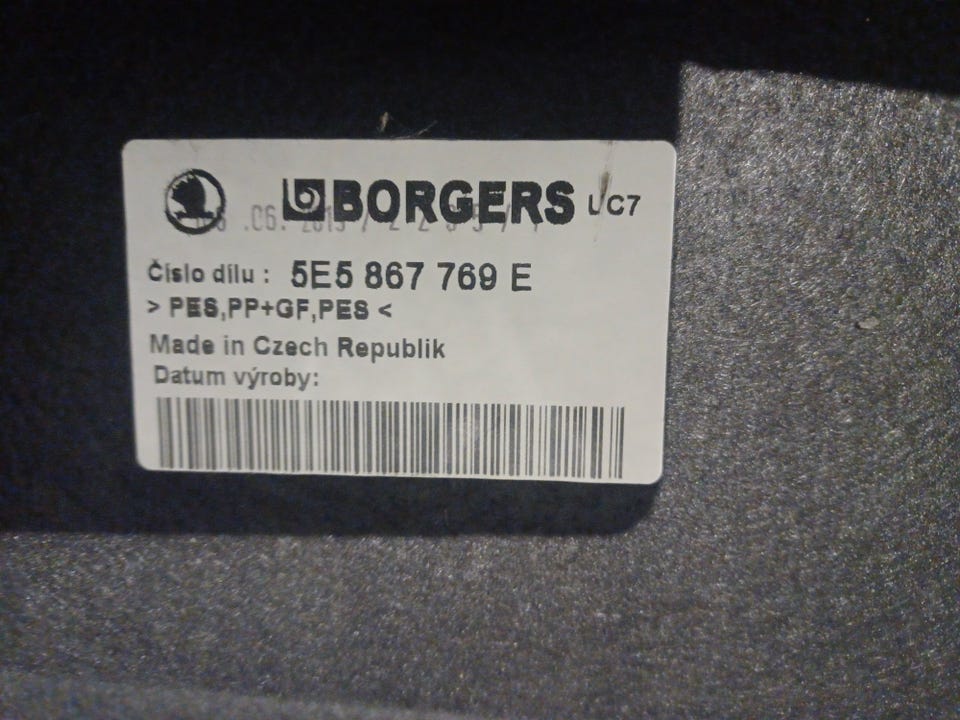 BORGERS UC7
Číslo dílu : 5E5 867 769 E
> PES,PP+GF,PES <
Made in Czech Republik
Datum výroby: